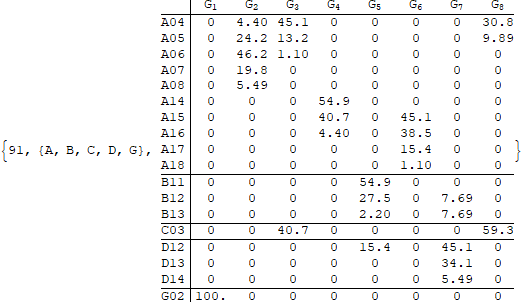 G₁ G₂ G₃ G₄ G₅ G₆ G₇ G₈
A04 0 4.40 45.1 0 0 0 0 30.8
A05 0 24.2 13.2 0 0 0 0 9.89
A06 0 46.2 1.10 0 0 0 0 0
A07 0 19.8 0 0 0 0 0 0
A08 0 5.49 0 0 0 0 0 0
A14 0 0 0 54.9 0 0 0 0
A15 0 0 0 40.7 0 45.1 0 0
A16 0 0 0 4.40 0 38.5 0 0
{91, {A, B, C, D, G}, A17 0 0 0 0 0 15.4 0 0 }
A18 0 0 0 0 0 1.10 0 0
B11 0 0 0 0 54.9 0 0 0
B12 0 0 0 0 27.5 0 7.69 0
B13 0 0 0 0 2.20 0 7.69 0
C03 0 0 40.7 0 0 0 0 59.3
D12 0 0 0 0 15.4 0 45.1 0
D13 0 0 0 0 0 0 34.1 0
D14 0 0 0 0 0 0 5.49 0
G02 100. 0 0 0 0 0 0 0